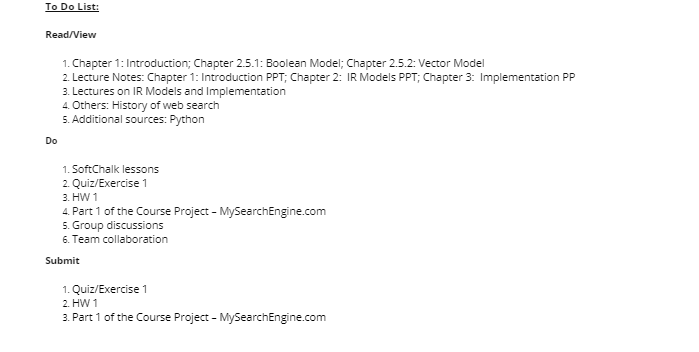 To Do List:
Read/View
1. Chapter 1: Introduction; Chapter 2.5.1: Boolean Model; Chapter 2.5.2: Vector Model
2. Lecture Notes: Chapter 1: Introduction PPT; Chapter 2: IR Models PPT; Chapter 3: Implementation PP
3. Lectures on IR Models and Implementation
4. Others: History of web search
5. Additional sources: Python
Do
1. SoftChalk lessons
2. Quiz/Exercise 1
3. HW 1
4. Part 1 of the Course Project – MySearchEngine.com
5. Group discussions
6. Team collaboration
Submit
1. Quiz/Exercise 1
2. HW 1
3. Part 1 of the Course Project – MySearchEngine.com